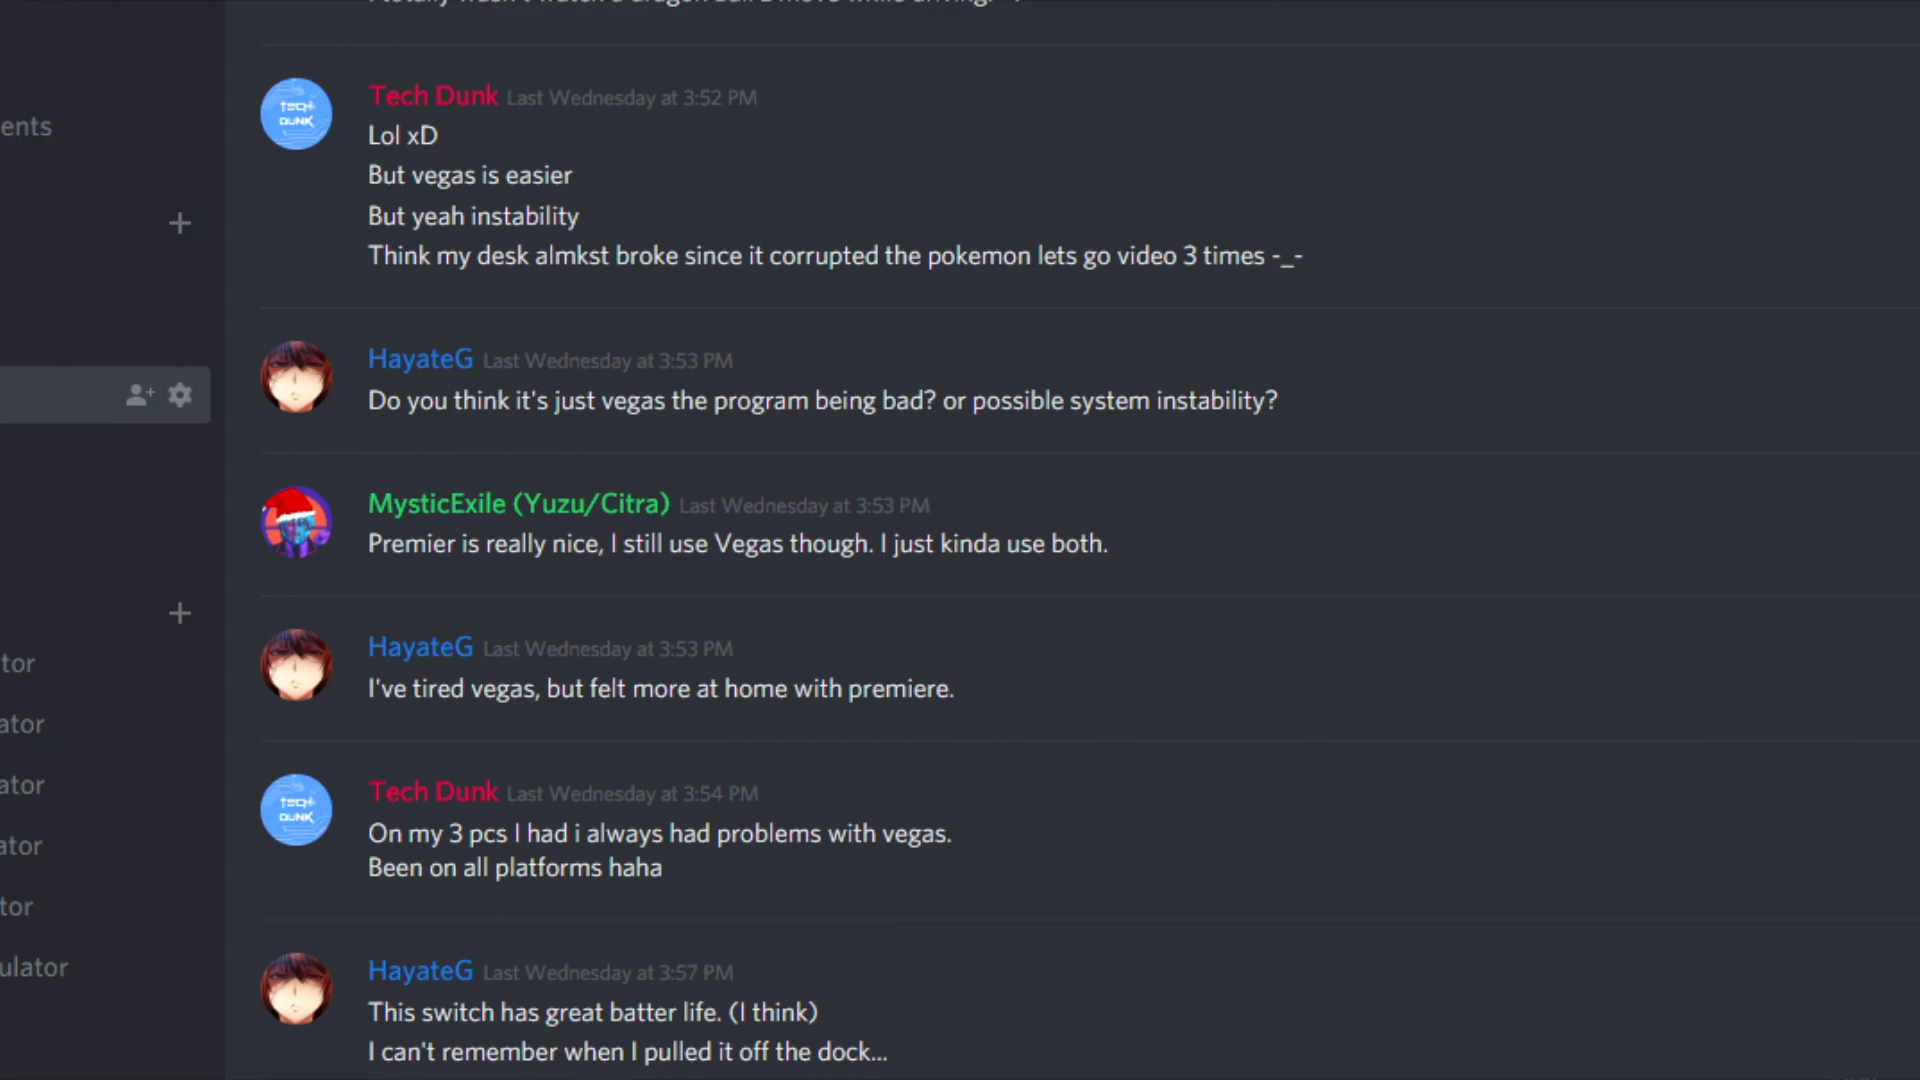 Tech Dunk Last Wednesday at 3:52 PM
TECH
DUNK
ents
Lol xD
But vegas is easier
But yeah instability
Think my desk almkst broke since it corrupted the pokemon lets go video 3 times -_-
HayateG Last Wednesday at 3:53 PM
Do you think it's just vegas the program being bad? or possible system instability?
MysticExile (Yuzu/Citra) Last Wednesday at 3:53 PM
Premier is really nice, I still use Vegas though. I just kinda use both.
HayateG Last Wednesday at 3:53 PM
tor
I've tired vegas, but felt more at home with premiere.
ator
Tech Dunk Last Wednesday at 3:54 PM
ator
TECH
DUNK
On my 3 pcs I had i always had problems with vegas.
ator
Been on all platforms haha
tor
HayateG Last Wednesday at 3:57 PM
ulator
This switch has great batter life. (I think)
I can't remember when I pulled it off the dock...